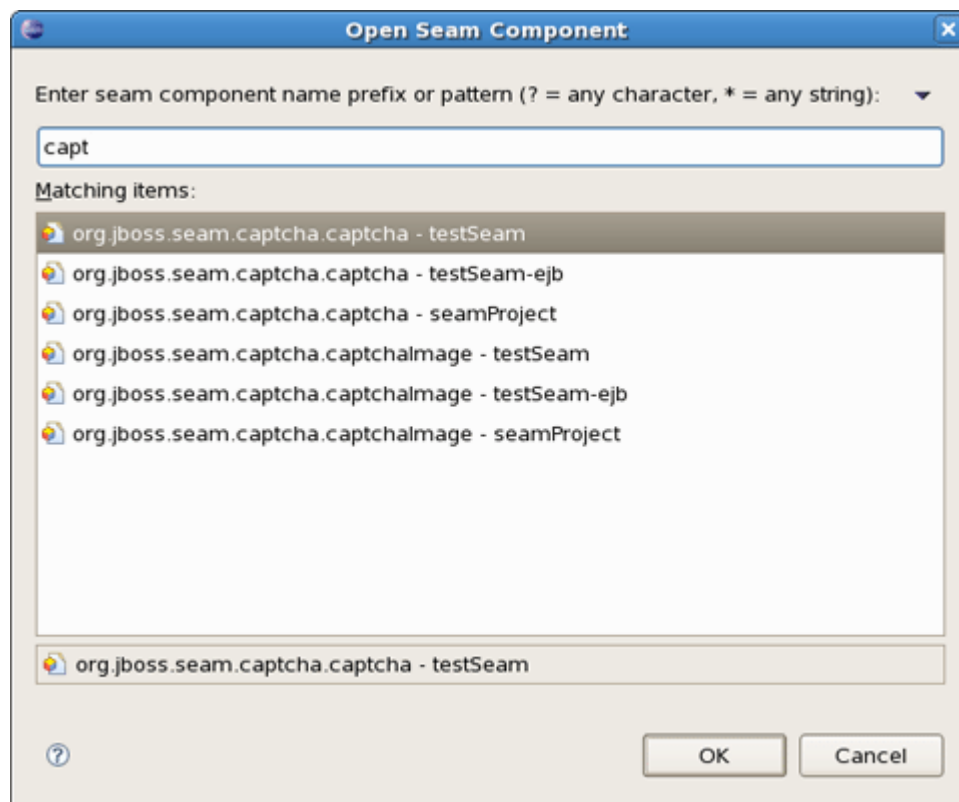 Open Seam Component
Enter seam component name prefix or pattern (? = any character, * = any string):
capt
Matching items:
org.jboss.seam.captcha.captcha - testSeam
org.jboss.seam.captcha.captcha - testSeam-ejb
org.jboss.seam.captcha.captcha - seamProject
org.jboss.seam.captcha.captchaImage - testSeam
org.jboss.seam.captcha.captchaImage - testSeam-ejb
org.jboss.seam.captcha.captchaImage - seamProject
org.jboss.seam.captcha.captcha - testSeam
? OK Cancel